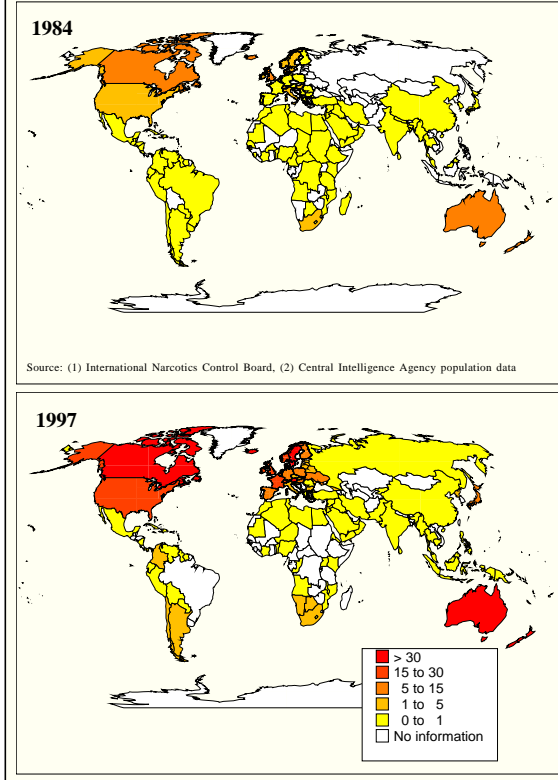 1984
Source: (1) International Narcotics Control Board, (2) Central Intelligence Agency population data
1997
> 30
15 to 30
5 to 15
1 to 5
0 to 1
No information